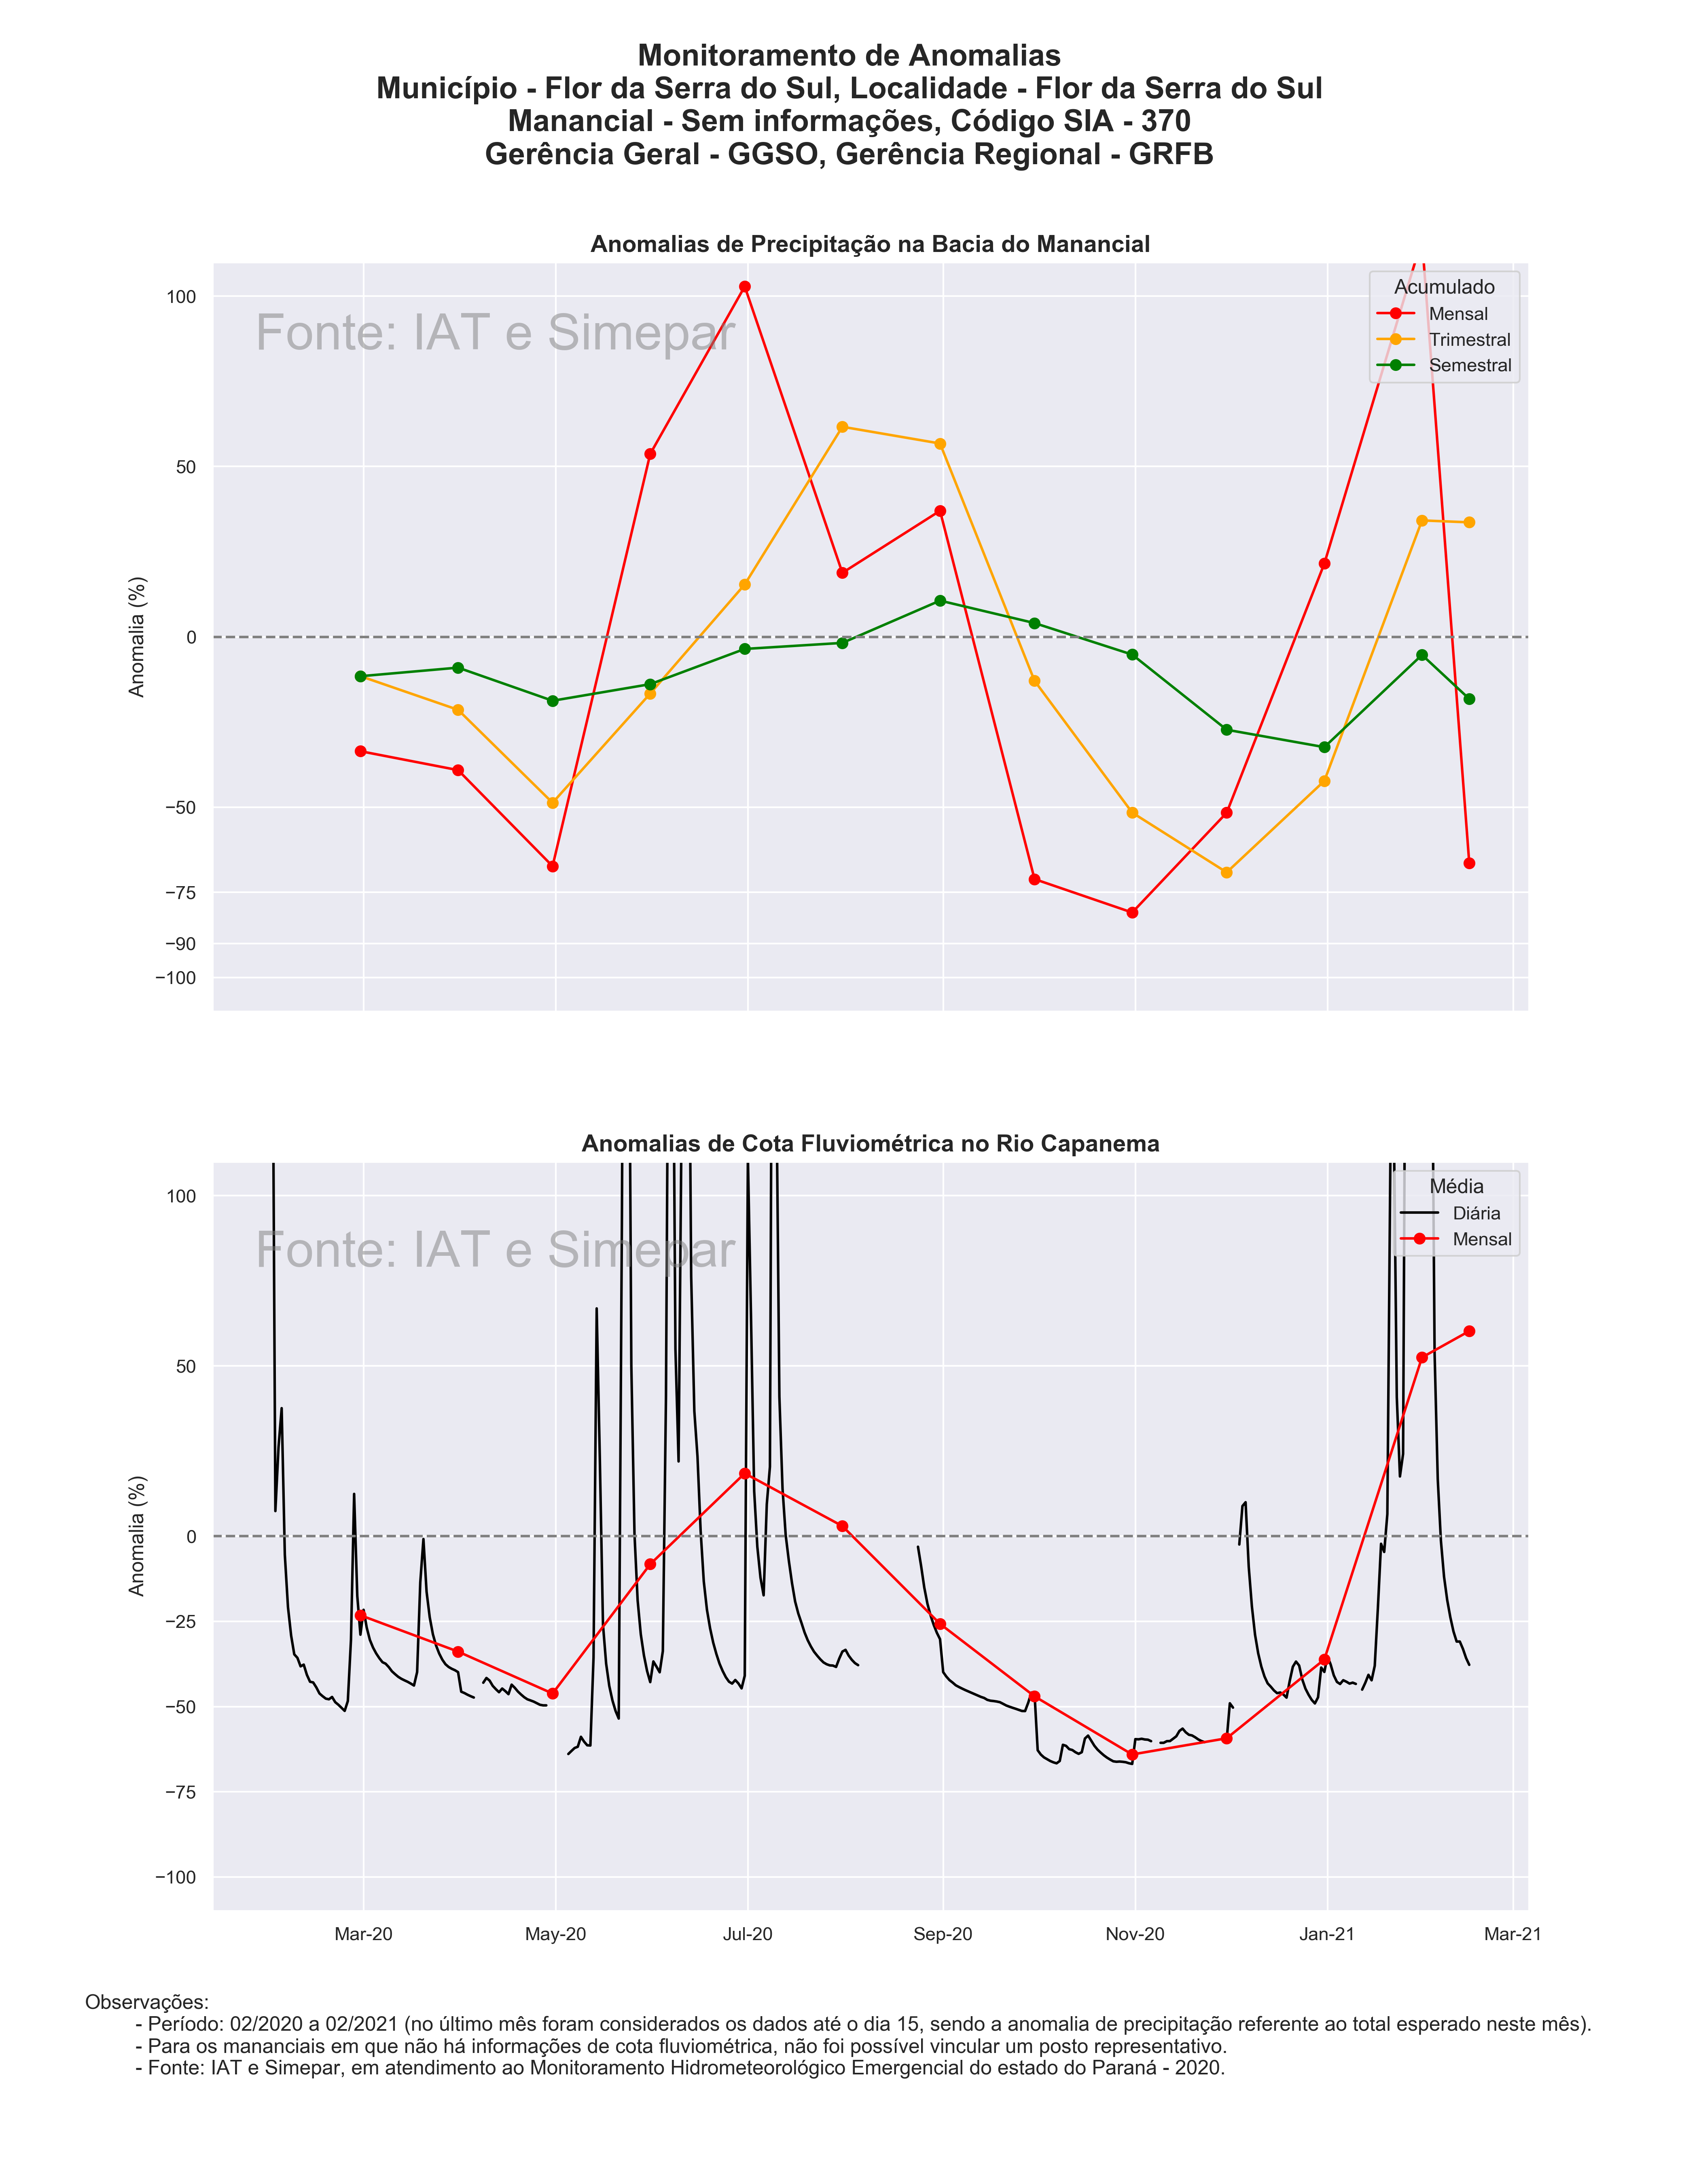 Monitoramento de Anomalias
Município - Flor da Serra do Sul, Localidade - Flor da Serra do Sul
Manancial - Sem informações, Código SIA - 370
Gerência Geral - GGSO, Gerência Regional - GRFB
Anomalias de Precipitação na Bacia do Manancial
Fonte: IAT e Simepar
Acumulado
Mensal
Trimestral
Semestral
Anomalia (%)
100
50
0
−50
−75
−90
−100
Anomalias de Cota Fluviométrica no Rio Capanema
Fonte: IAT e Simepar
Média
Diária
Mensal
Anomalia (%)
100
50
0
−25
−50
−75
−100
Mar-20 May-20 Jul-20 Sep-20 Nov-20 Jan-21 Mar-21
Observações:
- Período: 02/2020 a 02/2021 (no último mês foram considerados os dados até o dia 15, sendo a anomalia de precipitação referente ao total esperado neste mês).
- Para os mananciais em que não há informações de cota fluviométrica, não foi possível vincular um posto representativo.
- Fonte: IAT e Simepar, em atendimento ao Monitoramento Hidrometeorológico Emergencial do estado do Paraná - 2020.